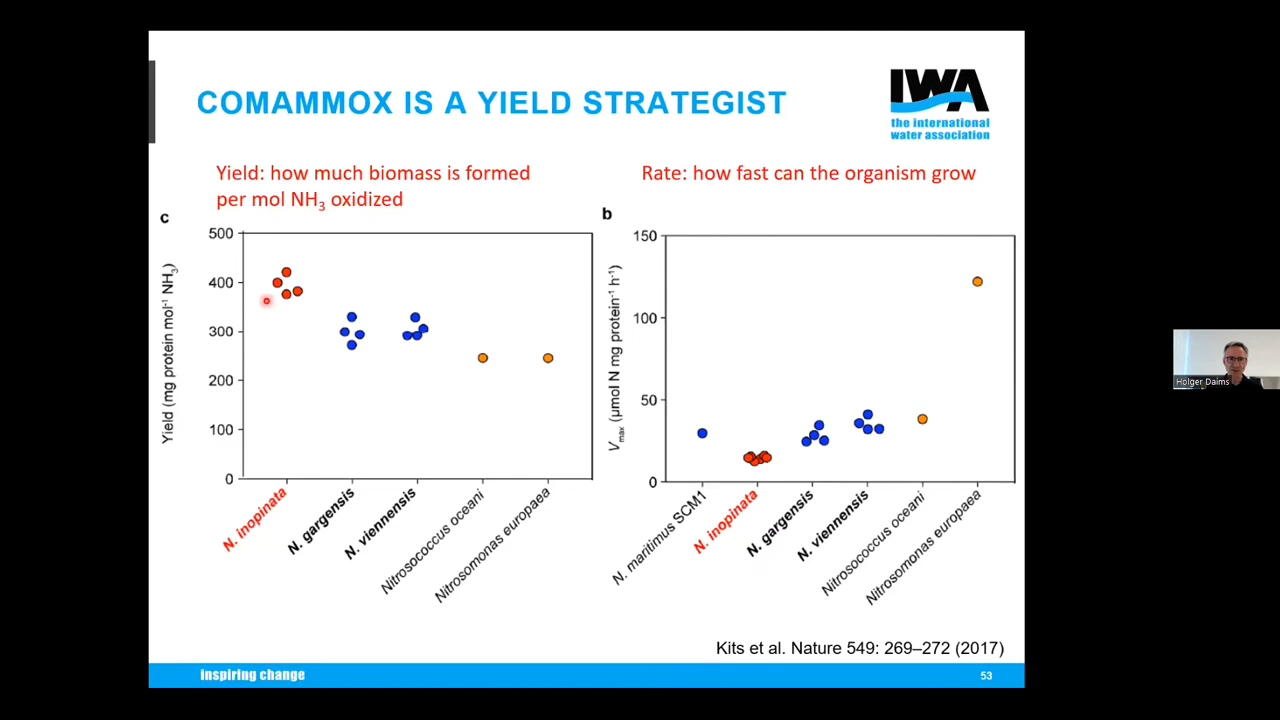 COMAMMOX IS A YIELD STRATEGIST
IWA
the international
water association
Yield: how much biomass is formed
per mol NH3 oxidized
Rate: how fast can the organism grow
c
500
400
300
200
100
0
Yield (mg protein mol⁻¹ NH3)
N. inopinata
N. gargensis
N. viennensis
Nitrosococcus oceani
Nitrosomonas europaea
b
150
100
50
0
Vmax (µmol N mg protein⁻¹ h⁻¹)
N. maritimus SCM1
N. inopinata
N. gargensis
N. viennensis
Nitrosococcus oceani
Nitrosomonas europaea
Kits et al. Nature 549: 269–272 (2017)
inspiring change
53
Holger Daims